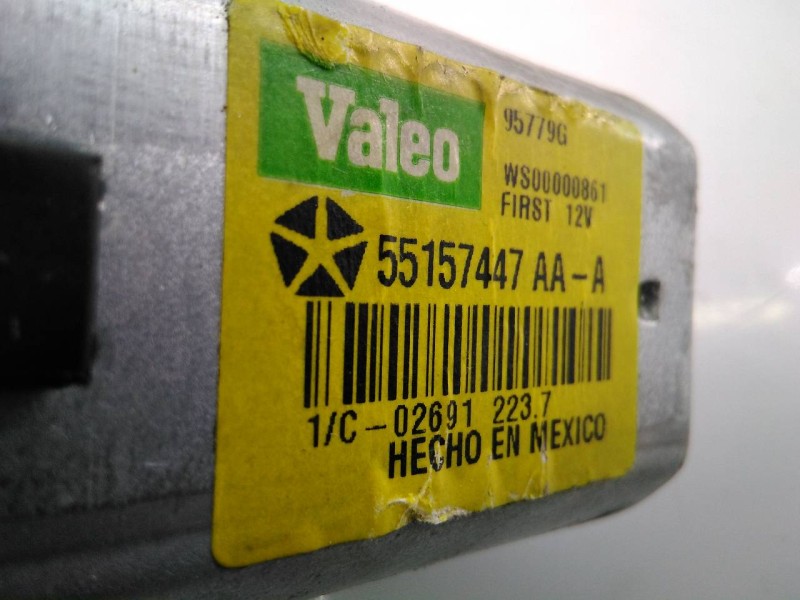 Valeo
95779G
WS00000861
FIRST 12V
55157447 AA-A
1/C-02691 223.7
HECHO EN MEXICO